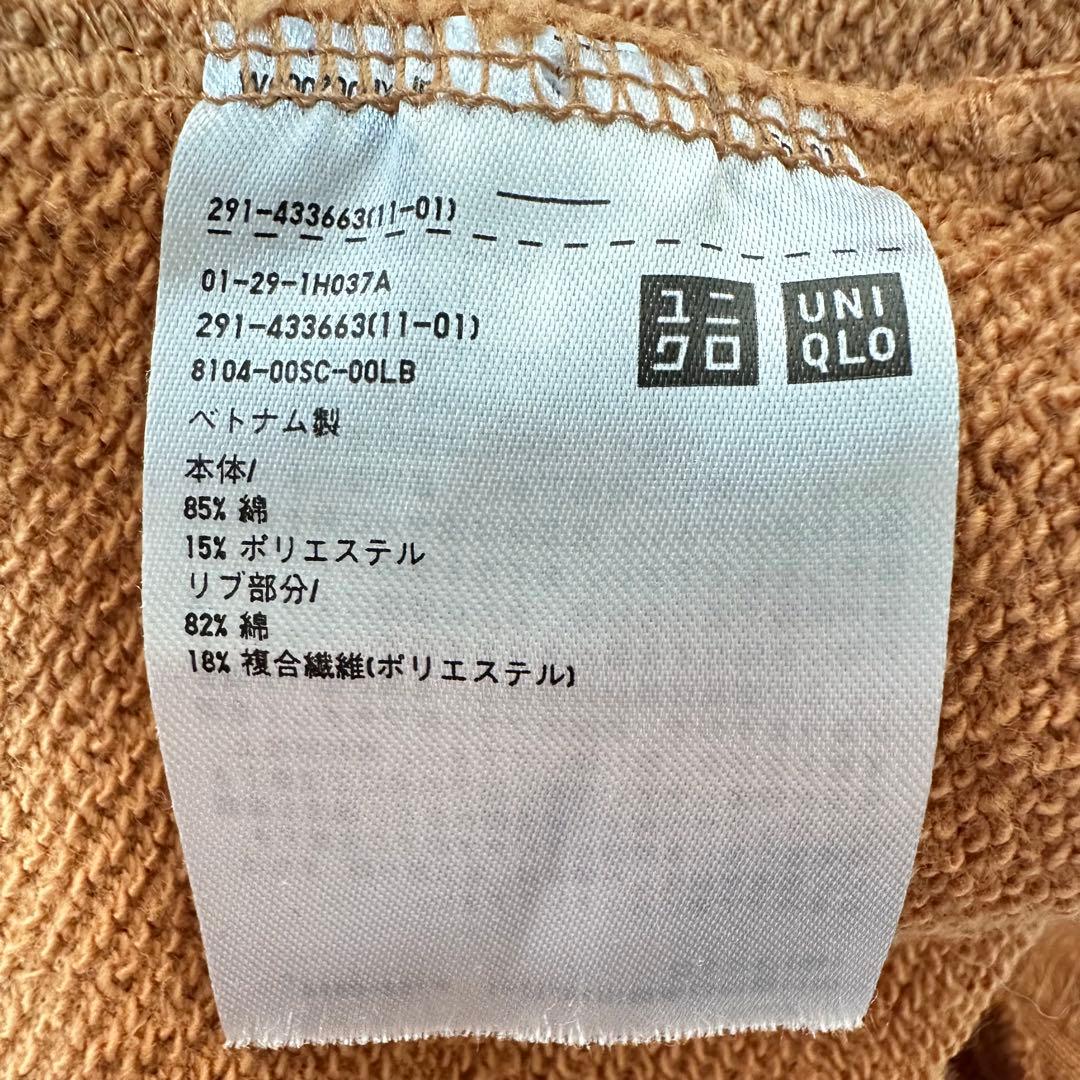 291-433663(11-01)
01-29-1H037A
291-433663(11-01)
8104-00SC-00LB
ユニ
クロ
UNI
QLO
ベトナム製
本体/
85% 綿
15% ポリエステル
リブ部分/
82% 綿
18% 複合繊維(ポリエステル)